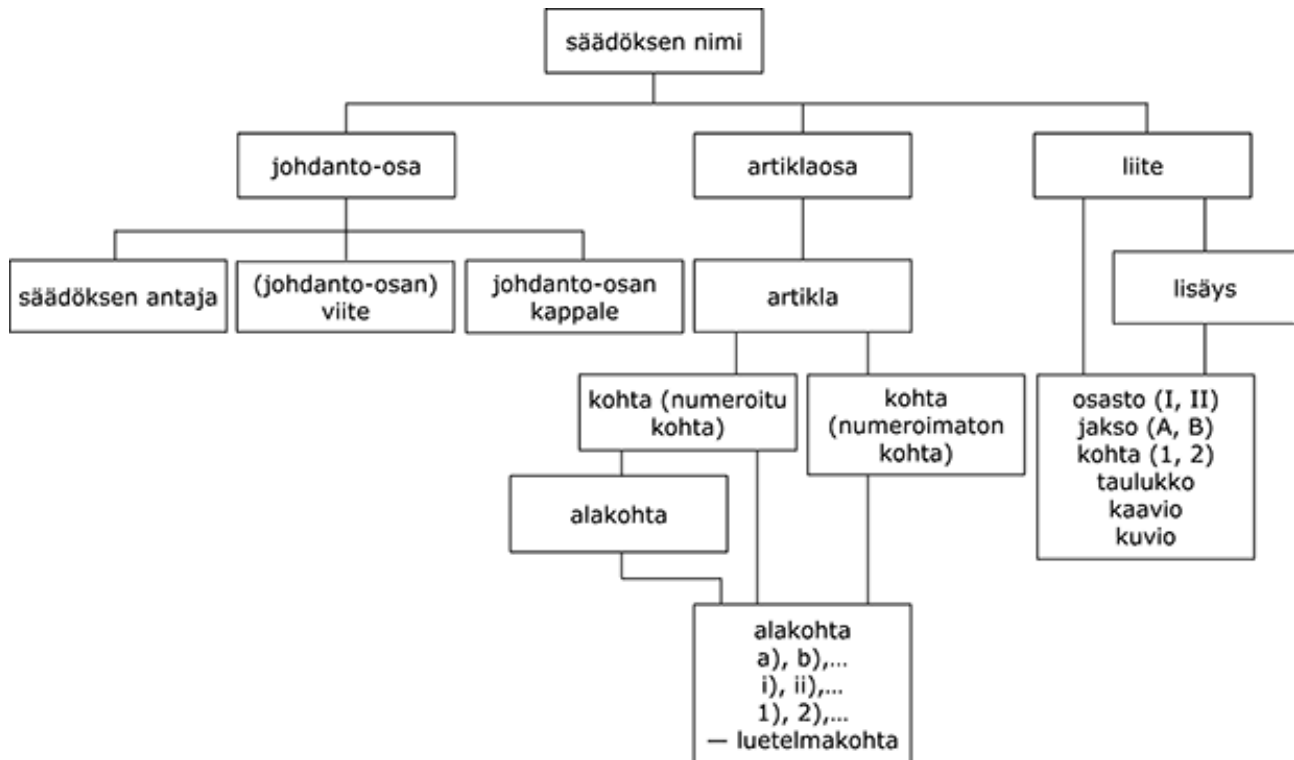 säädöksen nimi
johdanto-osa
artiklaosa
liite
säädöksen antaja
(johdanto-osan)
viite
johdanto-osan
kappale
artikla
lisäys
kohta (numeroitu
kohta)
kohta
(numeroimaton
kohta)
osasto (I, II)
jakso (A, B)
kohta (1, 2)
taulukko
kaavio
kuvio
alakohta
alakohta
a), b),...
i), ii),...
1), 2),...
— luetelmakohta